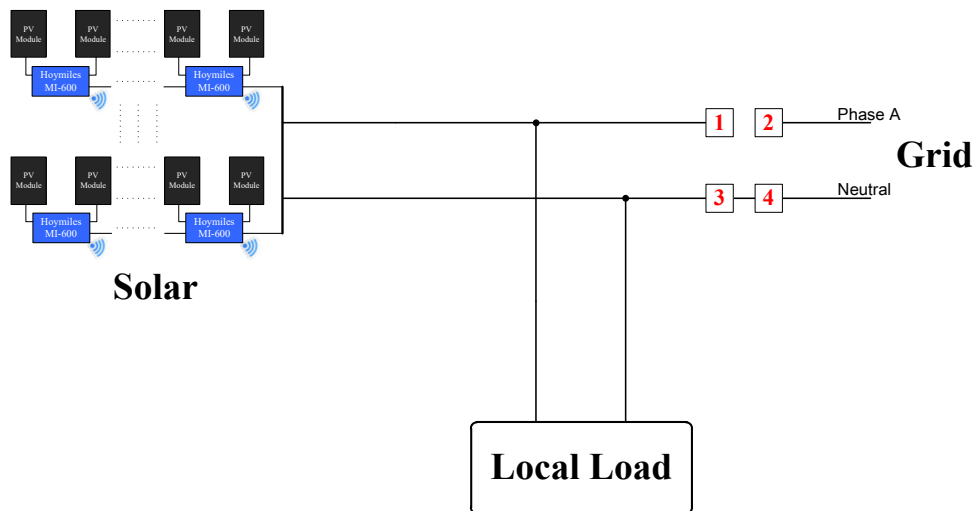 PV
Module
PV
Module
PV
Module
PV
Module
Hoymiles
MI-600
Hoymiles
MI-600
1
2
Phase A
Grid
PV
Module
PV
Module
PV
Module
PV
Module
3
4
Neutral
Hoymiles
MI-600
Hoymiles
MI-600
Solar
Local Load